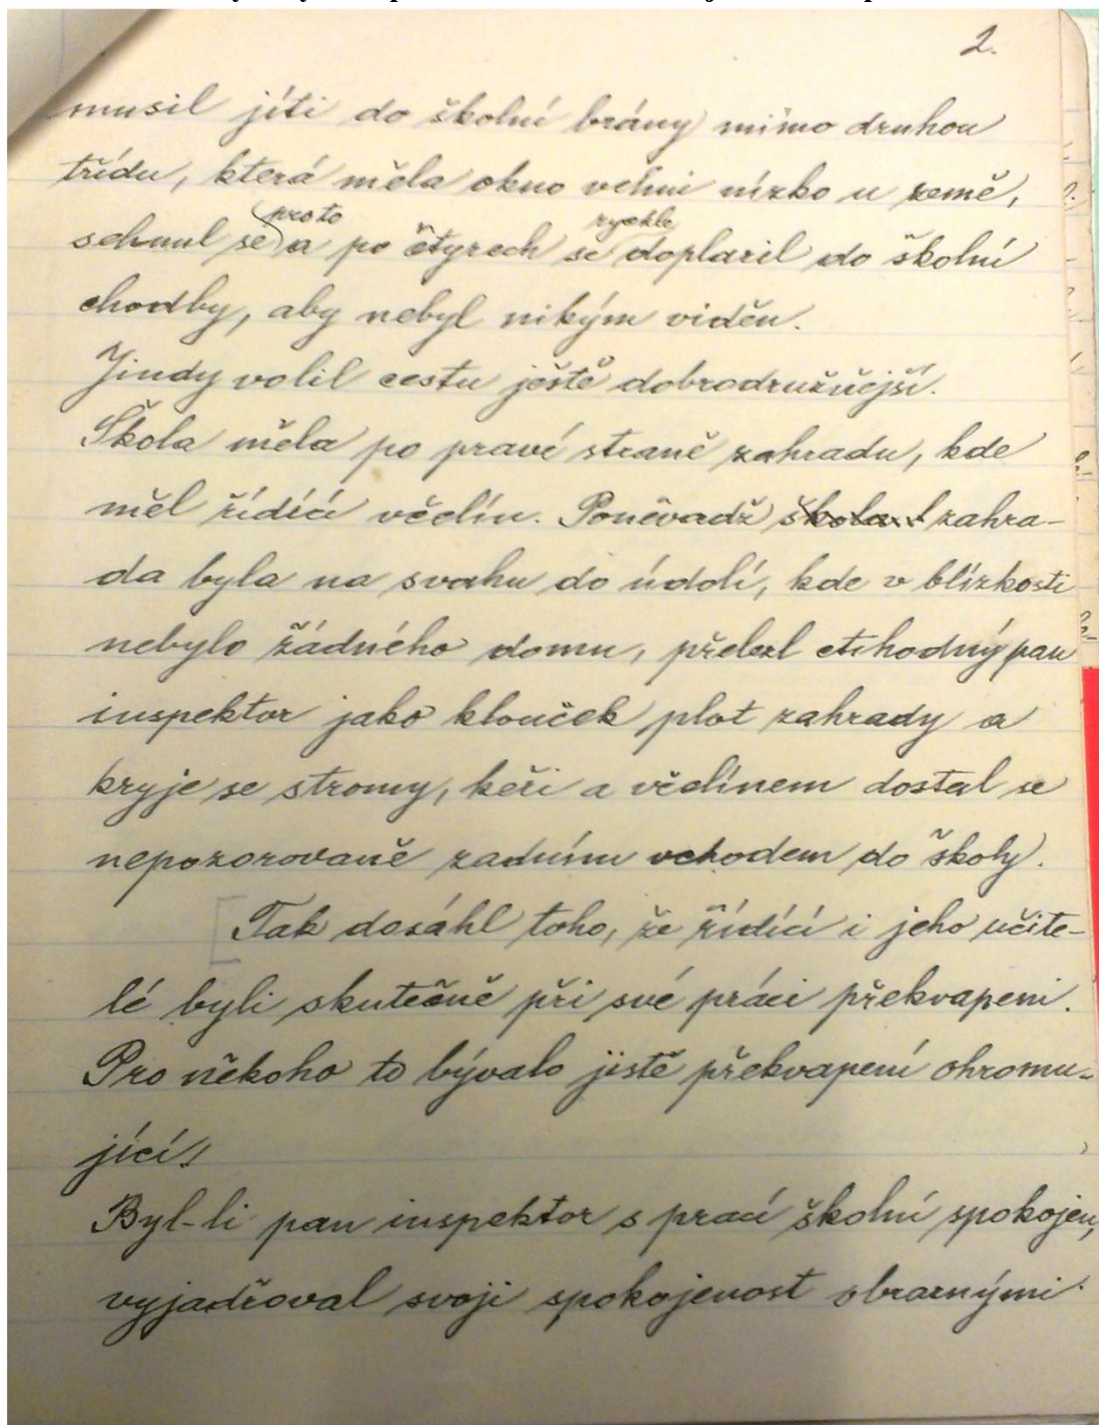 2.
musil jíti do školní brány mimo druhou
třídu, která měla okno velmi nízko u země,
proto rychle
schnul se a po čtyrech se doplazil do školní
chodby, aby nebyl nikým viděn.
Jindy volil cestu ještě dobrodružnější.
Škola měla po pravé straně zahradu, kde
měl řídící včelín. Poněvadž zahra-
da byla na svahu do údolí, kde v blízkosti
nebylo žádného domu, přelezl ctihodný pan
inspektor jako klouček plot zahrady a
kryje se stromy, keři a včelínem dostal se
nepozorovaně zadním vchodem do školy.
Tak dosáhl toho, že řídící i jeho učite-
lé byli skutečně při své práci překvapeni.
Pro někoho to bývalo jistě překvapení ohromu-
jící!
Byl-li pan inspektor s prací školní spokojen,
vyjadřoval svoji spokojenost obraznými